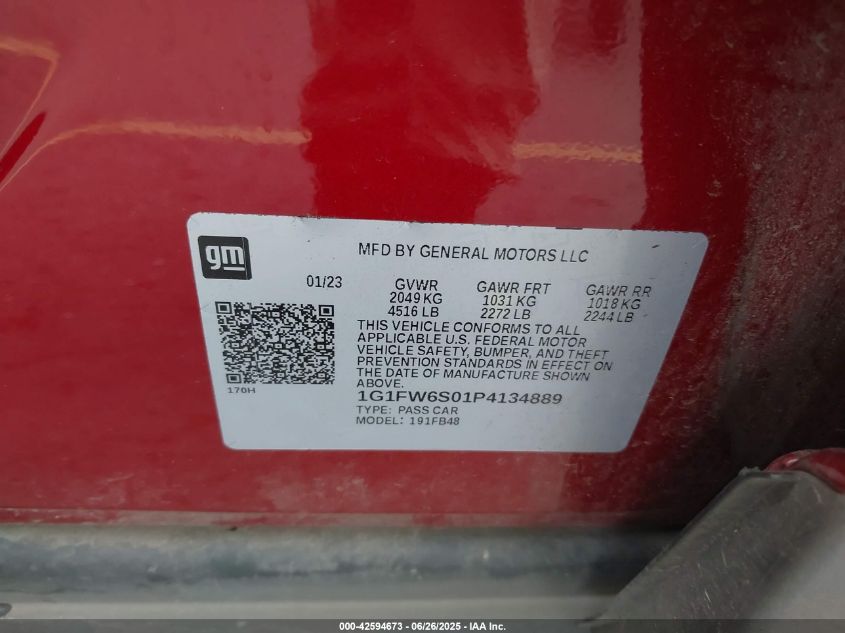 gm
MFD BY GENERAL MOTORS LLC
01/23
GVWR GAWR FRT GAWR RR
2049 KG 1031 KG 1018 KG
4516 LB 2272 LB 2244 LB
THIS VEHICLE CONFORMS TO ALL
APPLICABLE U.S. FEDERAL MOTOR
VEHICLE SAFETY, BUMPER, AND THEFT
PREVENTION STANDARDS IN EFFECT ON
THE DATE OF MANUFACTURE SHOWN
ABOVE.
170H
1G1FW6S01P4134889
TYPE: PASS CAR
MODEL: 191FB48
000-42594673 - 06/26/2025 - IAA Inc.